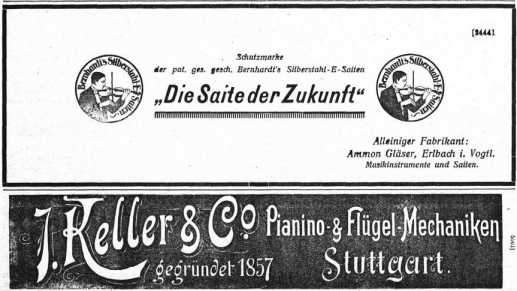 [2444]
Schutzmarke
der pat. ges. gesch. Bernhardt's Silberstahl-E-Saiten
„Die Saite der Zukunft“
Bernhardt's Silberstahl-E-Saiten.
Bernhardt's Silberstahl-E-Saiten.
Alleiniger Fabrikant:
Ammon Gläser, Erlbach i. Vogtl.
Musikinstrumente und Saiten.
J. Keller & Co Pianino- & Flügel-Mechaniken
gegründet 1857 Stuttgart.